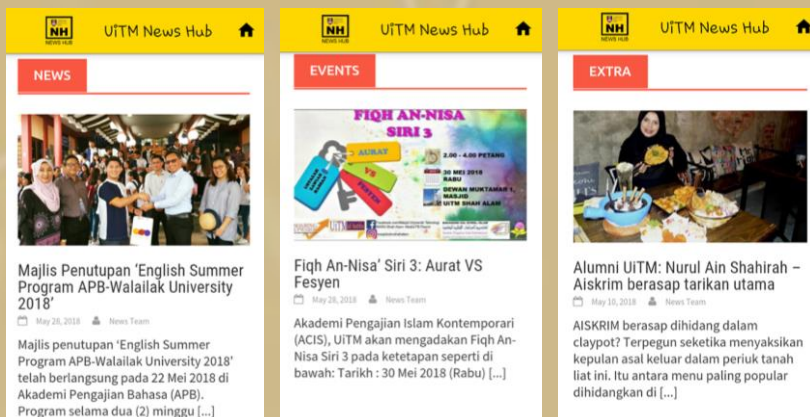 NH
NEWS HUB
UiTM News Hub
NEWS
Majlis Penutupan ‘English Summer
Program APB-Walailak University
2018’
May 28, 2018 News Team
Majlis penutupan ‘English Summer
Program APB-Walailak University 2018’
telah berlangsung pada 22 Mei 2018 di
Akademi Pengajian Bahasa (APB).
Program selama dua (2) minggu [...]
NH
NEWS HUB
UiTM News Hub
EVENTS
FIQH AN-NISA
SIRI 3
AURAT
VS
FESYEN
2.00 - 4.00 PETANG
30 MEI 2018
RABU
DEWAN MUKTAMAR 1,
MASJID
UITM SHAH ALAM
Fiqh An-Nisa’ Siri 3: Aurat VS
Fesyen
May 28, 2018 News Team
Akademi Pengajian Islam Kontemporari
(ACIS), UiTM akan mengadakan Fiqh An-
Nisa Siri 3 pada ketetapan seperti di
bawah: Tarikh : 30 Mei 2018 (Rabu) [...]
NH
NEWS HUB
UiTM News Hub
EXTRA
Alumni UiTM: Nurul Ain Shahirah –
Aiskrim berasap tarikan utama
May 10, 2018 News Team
AISKRIM berasap dihidang dalam
claypot? Terpegun seketika menyaksikan
kepulan asal keluar dalam periuk tanah
liat ini. Itu antara menu paling popular
dihidangkan di [...]